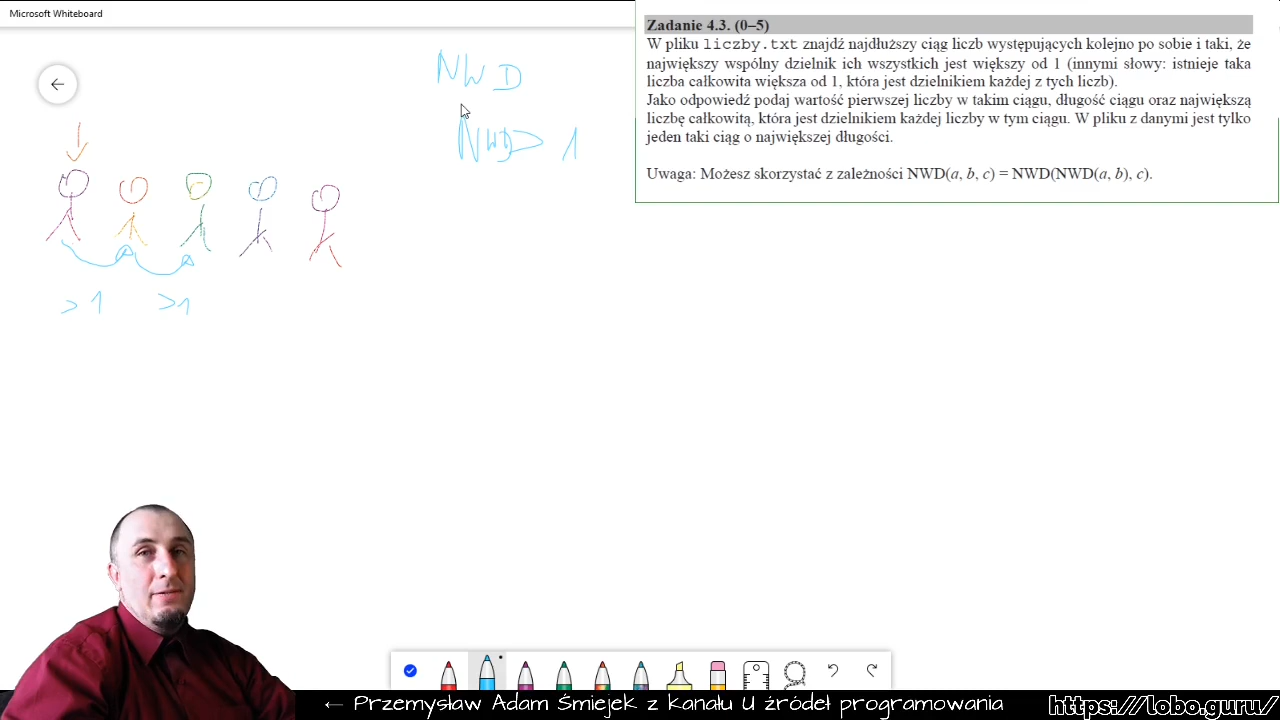 Microsoft Whiteboard
NWD
NWD > 1
> 1 > 1
Zadanie 4.3. (0–5)
W pliku liczby.txt znajdź najdłuższy ciąg liczb występujących kolejno po sobie i taki, że
największy wspólny dzielnik ich wszystkich jest większy od 1 (innymi słowy: istnieje taka
liczba całkowita większa od 1, która jest dzielnikiem każdej z tych liczb).
Jako odpowiedź podaj wartość pierwszej liczby w takim ciągu, długość ciągu oraz największą
liczbę całkowitą, która jest dzielnikiem każdej liczby w tym ciągu. W pliku z danymi jest tylko
jeden taki ciąg o największej długości.
Uwaga: Możesz skorzystać z zależności NWD(a, b, c) = NWD(NWD(a, b), c).
← Przemysław Adam Śmiejek z kanału U źródeł programowania
https://lobo.guru/